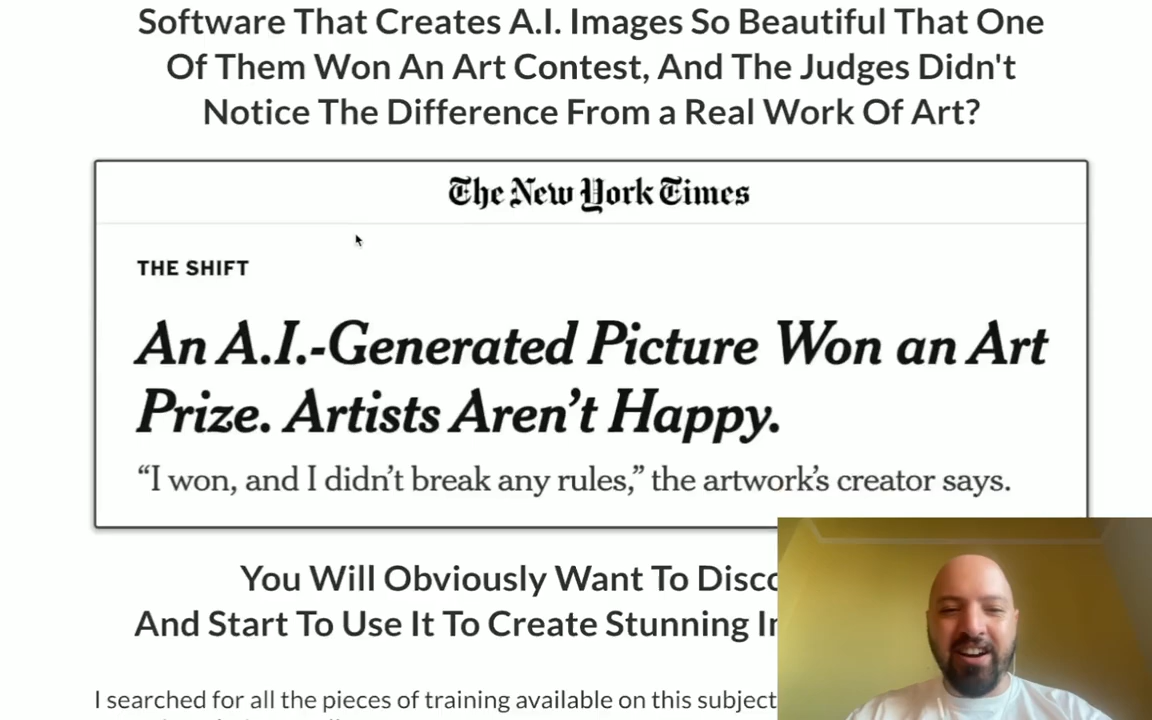 Software That Creates A.I. Images So Beautiful That One
Of Them Won An Art Contest, And The Judges Didn't
Notice The Difference From a Real Work Of Art?
The New York Times
THE SHIFT
An A.I.-Generated Picture Won an Art
Prize. Artists Aren’t Happy.
“I won, and I didn’t break any rules,” the artwork’s creator says.
You Will Obviously Want To
And Start To Use It To Create Stunning
I searched for all the pieces of training available on this subject